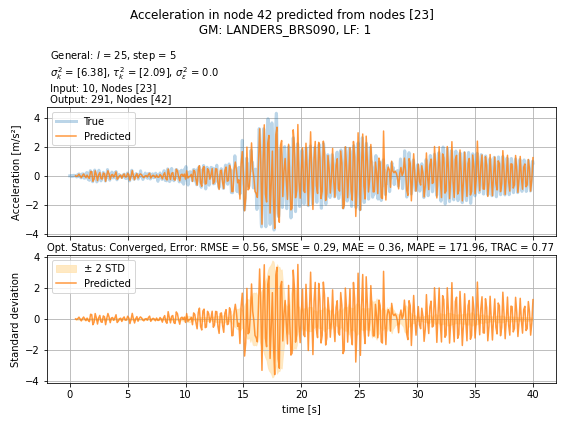 Acceleration in node 42 predicted from nodes [23]
GM: LANDERS_BRS090, LF: 1
General: l = 25, step = 5
σ²ₖ = [6.38], τ²ₖ = [2.09], σ²ε = 0.0
Input: 10, Nodes [23]
Output: 291, Nodes [42]
True
Predicted
Acceleration [m/s²]
4
2
0
−2
−4
Opt. Status: Converged, Error: RMSE = 0.56, SMSE = 0.29, MAE = 0.36, MAPE = 171.96, TRAC = 0.77
± 2 STD
Predicted
Standard deviation
4
2
0
−2
−4
0 5 10 15 20 25 30 35 40
time [s]